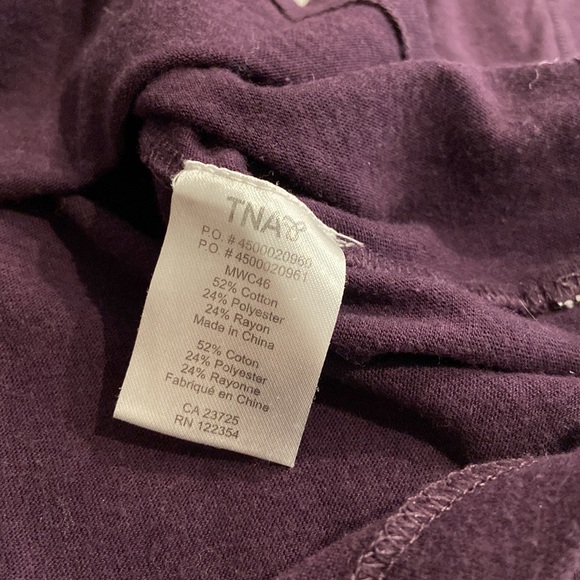 TNA
P.O. # 4500020960
P.O. # 4500020961
MWC46
52% Cotton
24% Polyester
24% Rayon
Made in China
52% Coton
24% Polyester
24% Rayonne
Fabriqué en Chine
CA 23725
RN 122354